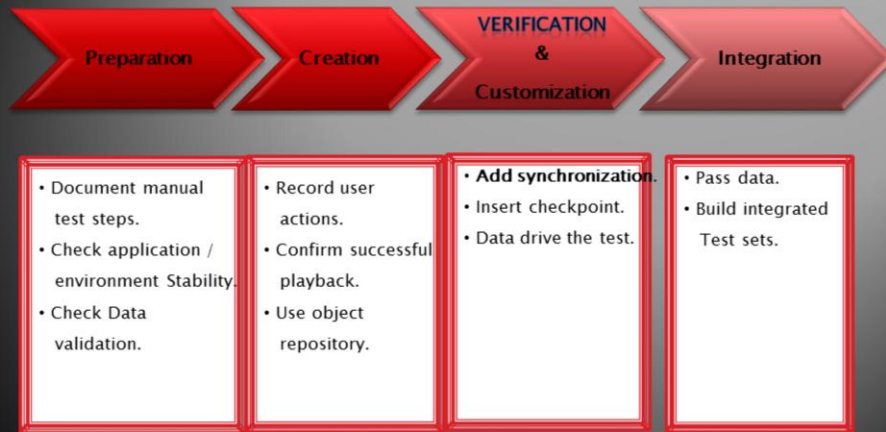 Preparation
Creation
VERIFICATION
&
Customization
Integration
• Document manual
test steps.
• Check application /
environment Stability.
• Check Data
validation.
• Record user
actions.
• Confirm successful
playback.
• Use object
repository.
• Add synchronization.
• Insert checkpoint.
• Data drive the test.
• Pass data.
• Build integrated
Test sets.